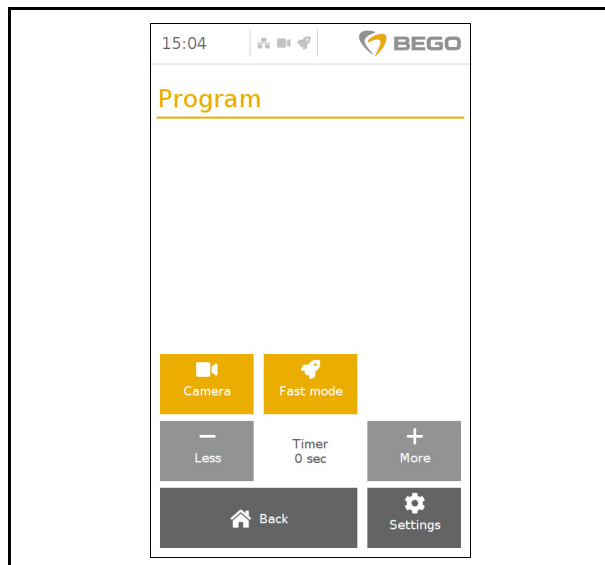 15:04
BEGO
Program
Camera
Fast mode
Less
Timer
0 sec
More
Back
Settings